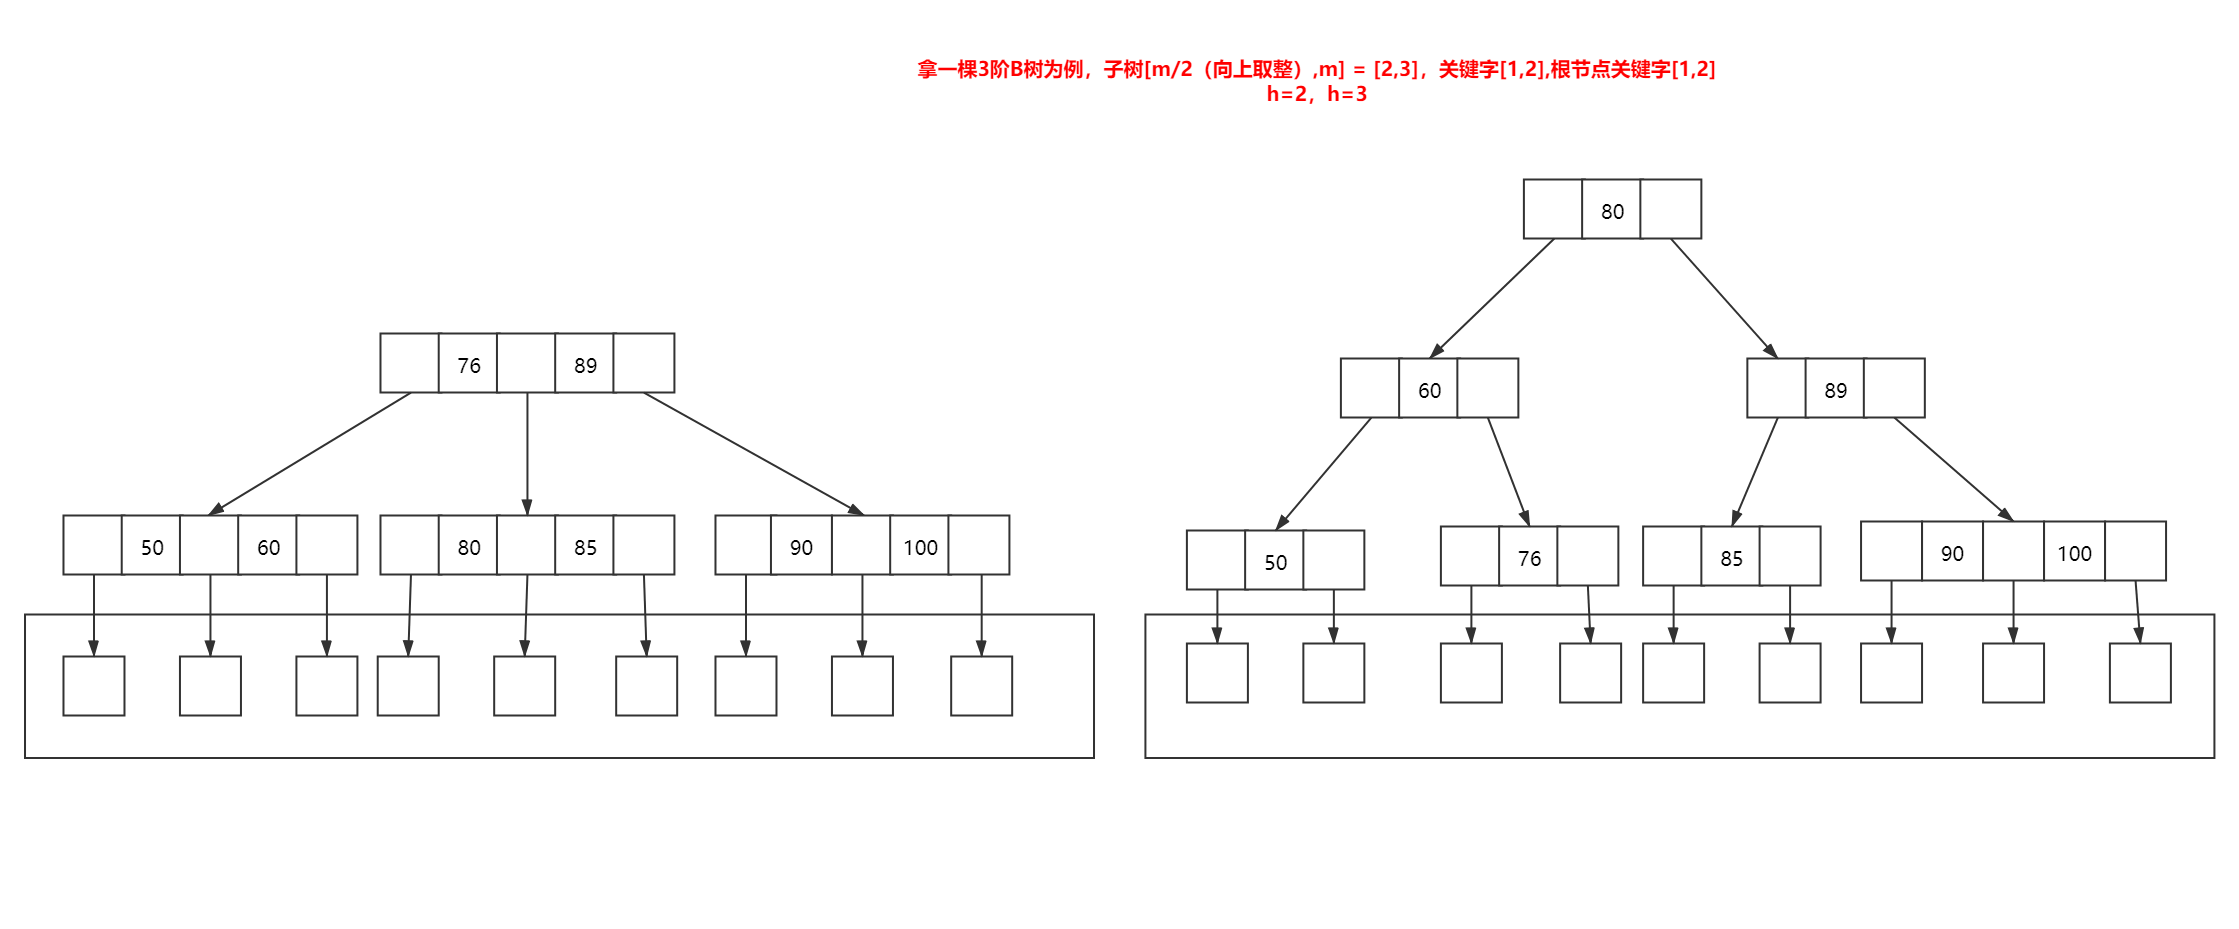 拿一棵3阶B树为例，子树[m/2（向上取整）,m] = [2,3]，关键字[1,2],根节点关键字[1,2]
h=2，h=3
76 89
50 60 80 85 90 100
80
60 89
50 76 85 90 100